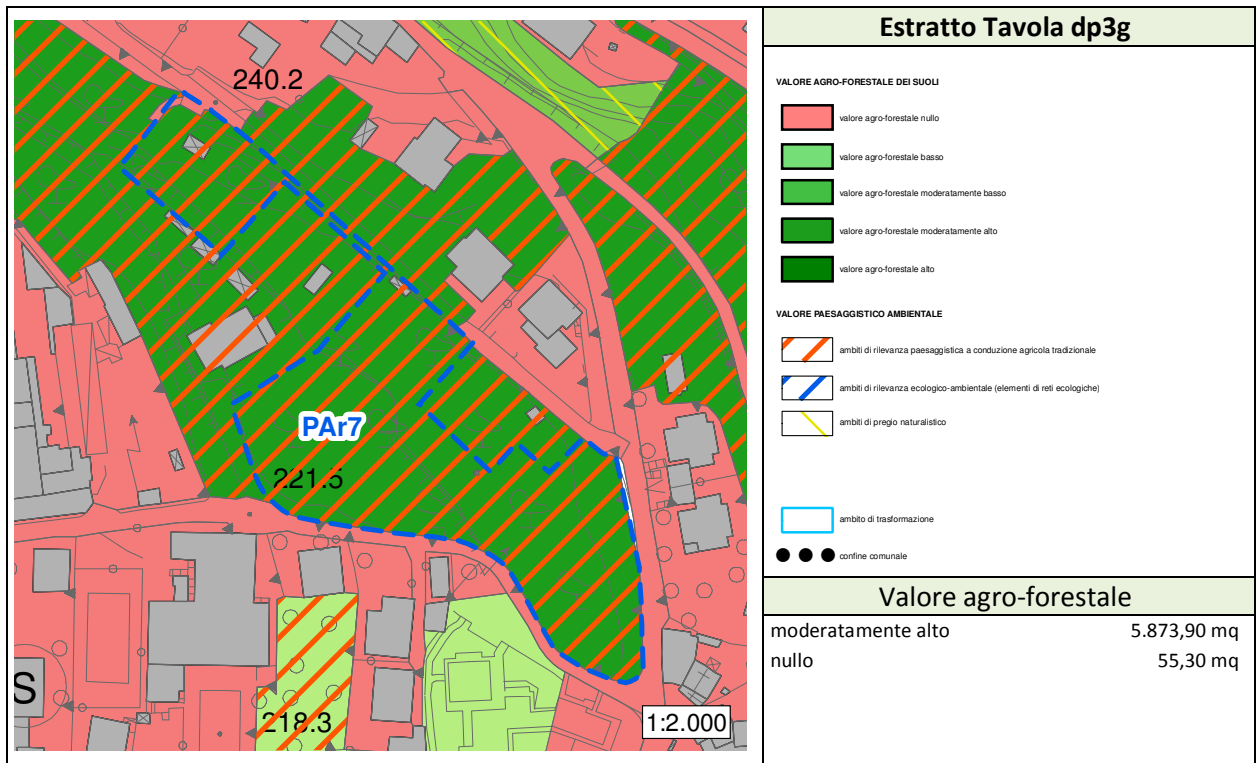 240.2
PAr7
221.5
218.3
S
1:2.000
Estratto Tavola dp3g
VALORE AGRO-FORESTALE DEI SUOLI
valore agro-forestale nullo
valore agro-forestale basso
valore agro-forestale moderatamente basso
valore agro-forestale moderatamente alto
valore agro-forestale alto
VALORE PAESAGGISTICO AMBIENTALE
ambiti di rilevanza paesaggistica a conduzione agricola tradizionale
ambiti di rilevanza ecologico-ambientale (elementi di reti ecologiche)
ambiti di pregio naturalistico
ambito di trasformazione
confine comunale
Valore agro-forestale
moderatamente alto 5.873,90 mq
nullo 55,30 mq